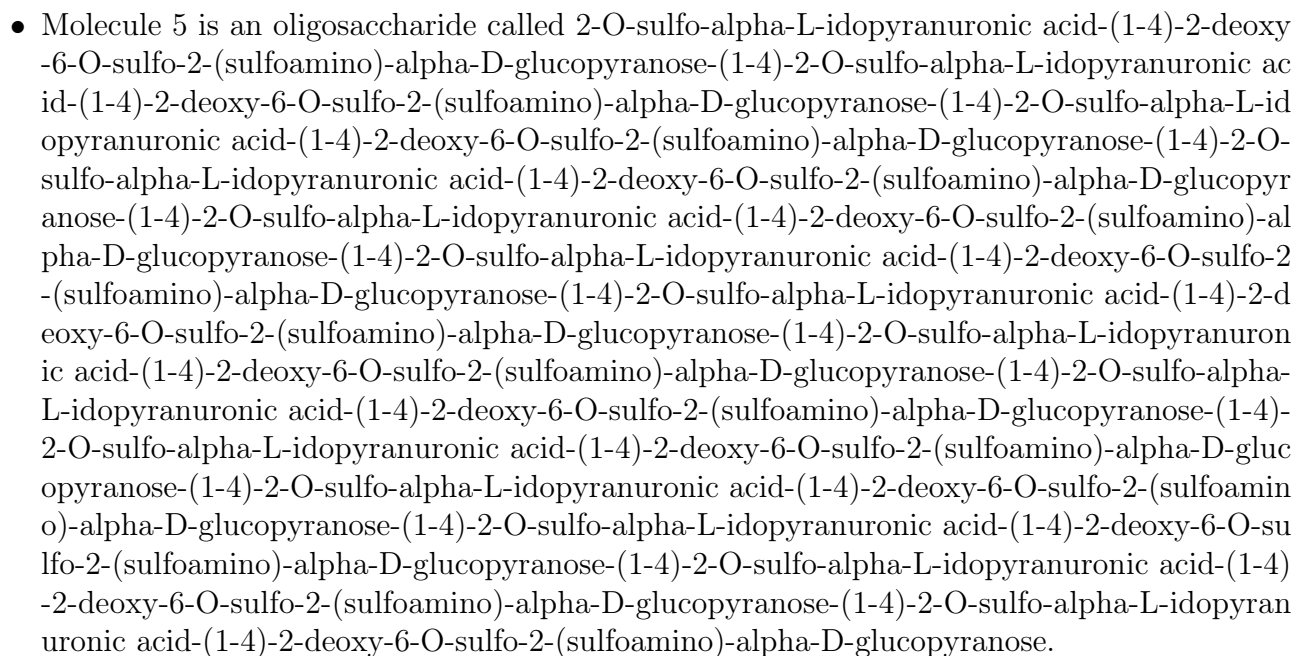 • Molecule 5 is an oligosaccharide called 2-O-sulfo-alpha-L-idopyranuronic acid-(1-4)-2-deoxy
-6-O-sulfo-2-(sulfoamino)-alpha-D-glucopyranose-(1-4)-2-O-sulfo-alpha-L-idopyranuronic ac
id-(1-4)-2-deoxy-6-O-sulfo-2-(sulfoamino)-alpha-D-glucopyranose-(1-4)-2-O-sulfo-alpha-L-id
opyranuronic acid-(1-4)-2-deoxy-6-O-sulfo-2-(sulfoamino)-alpha-D-glucopyranose-(1-4)-2-O-
sulfo-alpha-L-idopyranuronic acid-(1-4)-2-deoxy-6-O-sulfo-2-(sulfoamino)-alpha-D-glucopyr
anose-(1-4)-2-O-sulfo-alpha-L-idopyranuronic acid-(1-4)-2-deoxy-6-O-sulfo-2-(sulfoamino)-al
pha-D-glucopyranose-(1-4)-2-O-sulfo-alpha-L-idopyranuronic acid-(1-4)-2-deoxy-6-O-sulfo-2
-(sulfoamino)-alpha-D-glucopyranose-(1-4)-2-O-sulfo-alpha-L-idopyranuronic acid-(1-4)-2-d
eoxy-6-O-sulfo-2-(sulfoamino)-alpha-D-glucopyranose-(1-4)-2-O-sulfo-alpha-L-idopyranuron
ic acid-(1-4)-2-deoxy-6-O-sulfo-2-(sulfoamino)-alpha-D-glucopyranose-(1-4)-2-O-sulfo-alpha-
L-idopyranuronic acid-(1-4)-2-deoxy-6-O-sulfo-2-(sulfoamino)-alpha-D-glucopyranose-(1-4)-
2-O-sulfo-alpha-L-idopyranuronic acid-(1-4)-2-deoxy-6-O-sulfo-2-(sulfoamino)-alpha-D-gluc
opyranose-(1-4)-2-O-sulfo-alpha-L-idopyranuronic acid-(1-4)-2-deoxy-6-O-sulfo-2-(sulfoamin
o)-alpha-D-glucopyranose-(1-4)-2-O-sulfo-alpha-L-idopyranuronic acid-(1-4)-2-deoxy-6-O-su
lfo-2-(sulfoamino)-alpha-D-glucopyranose-(1-4)-2-O-sulfo-alpha-L-idopyranuronic acid-(1-4)
-2-deoxy-6-O-sulfo-2-(sulfoamino)-alpha-D-glucopyranose-(1-4)-2-O-sulfo-alpha-L-idopyran
uronic acid-(1-4)-2-deoxy-6-O-sulfo-2-(sulfoamino)-alpha-D-glucopyranose.